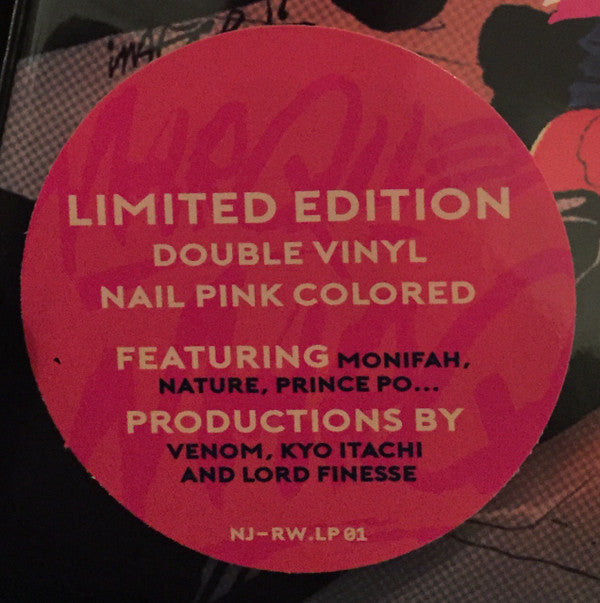 LIMITED EDITION
DOUBLE VINYL
NAIL PINK COLORED
FEATURING MONIFAH,
NATURE, PRINCE PO...
PRODUCTIONS BY
VENOM, KYO ITACHI
AND LORD FINESSE
NJ-RW.LP01